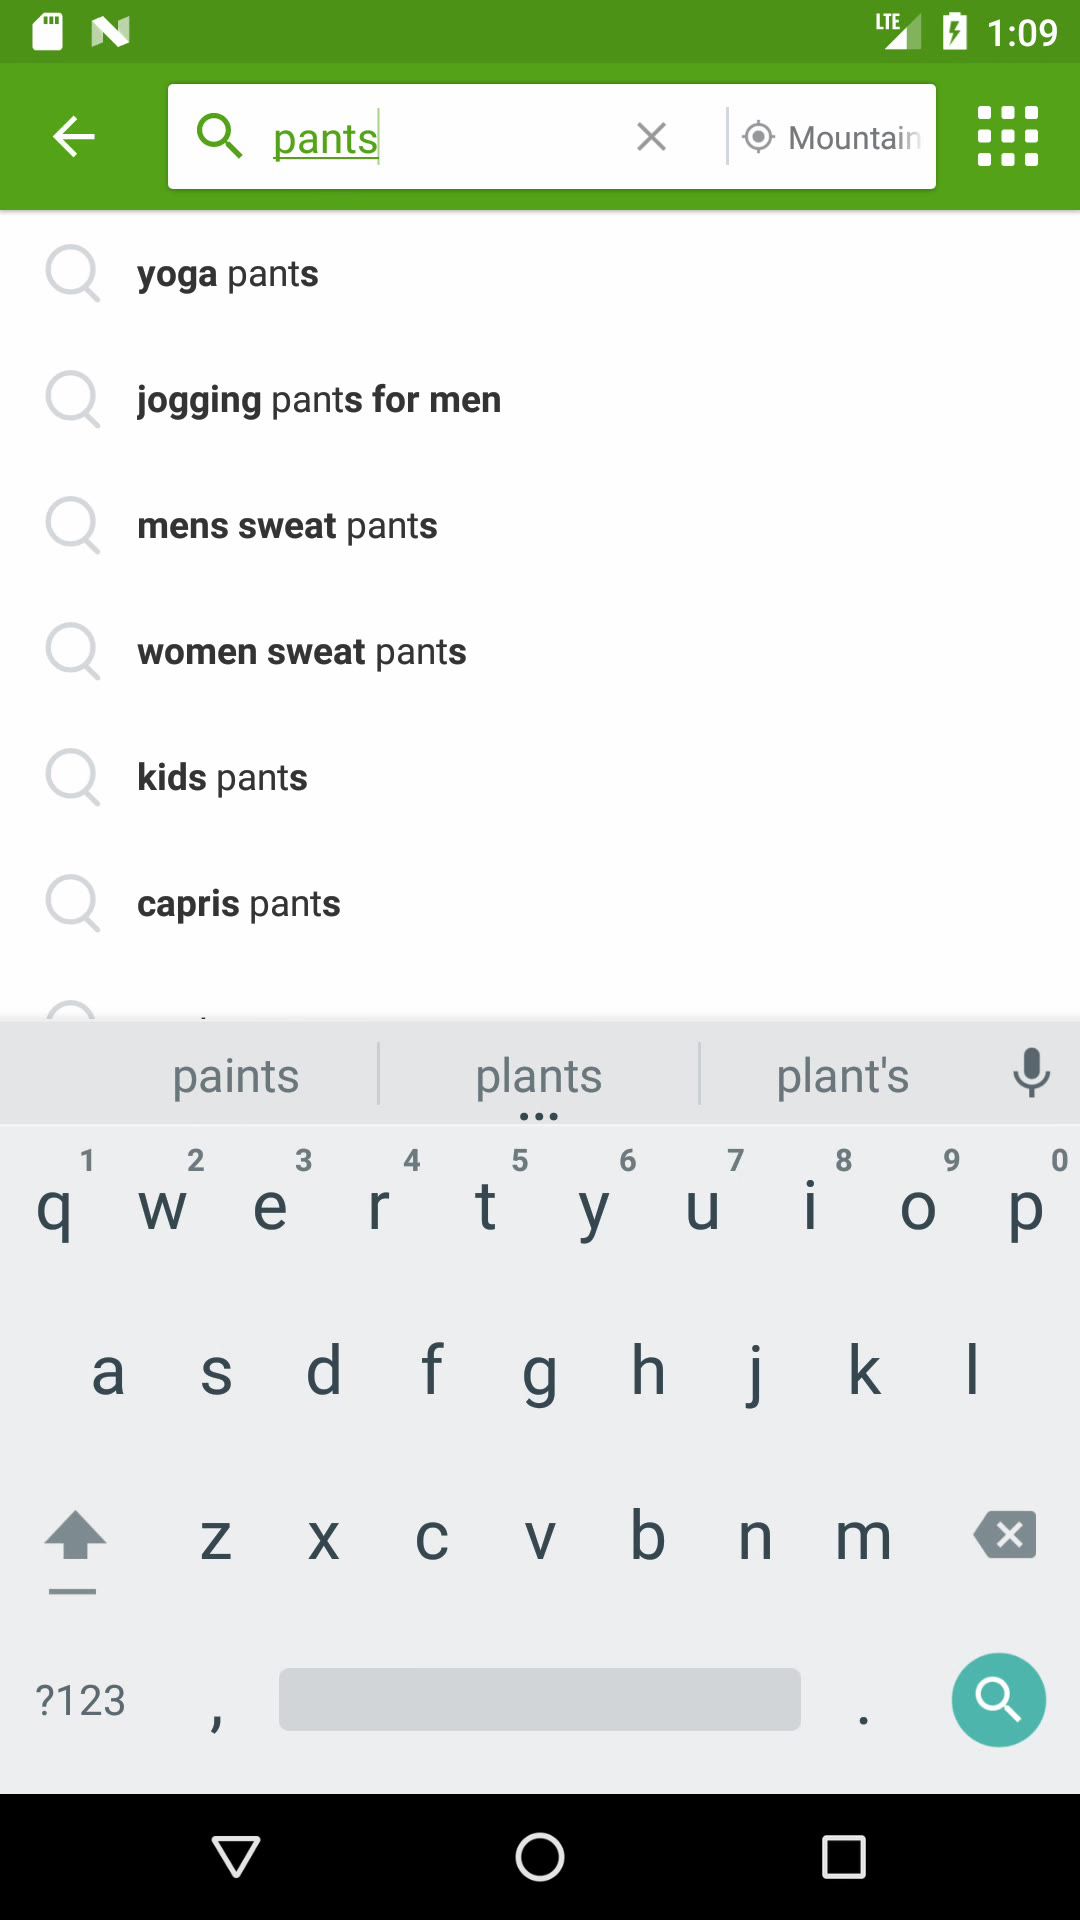 LTE 1:09
pants Mountain
yoga pants
jogging pants for men
mens sweat pants
women sweat pants
kids pants
capris pants
paints plants plant's
1 2 3 4 5 6 7 8 9 0
q w e r t y u i o p
a s d f g h j k l
z x c v b n m
?123 , .